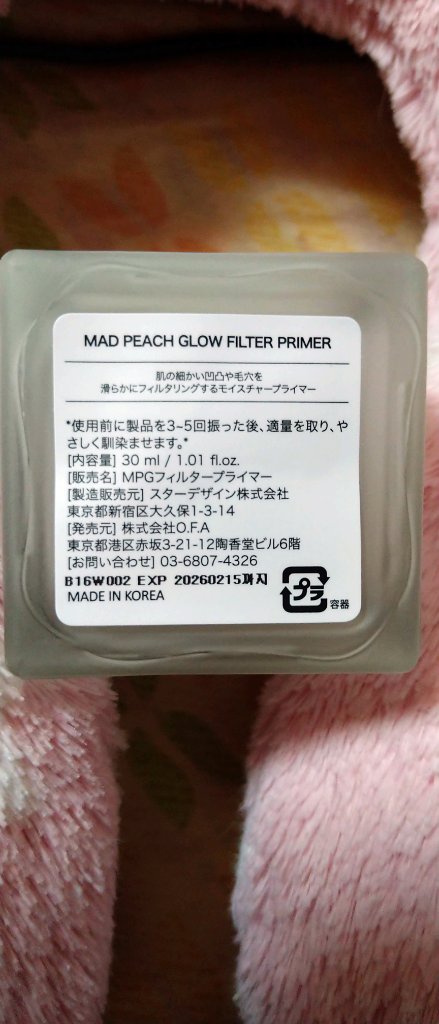 MAD PEACH GLOW FILTER PRIMER
肌の細かい凹凸や毛穴を
滑らかにフィルタリングするモイスチャープライマー
*使用前に製品を3~5回振った後、適量を取り、や
さしく馴染ませます。*
[内容量] 30 ml / 1.01 fl.oz.
[販売名] MPGフィルタープライマー
[製造販売元] スターデザイン株式会社
東京都新宿区大久保1-3-14
[発売元] 株式会社O.F.A
東京都港区赤坂3-21-12陶香堂ビル6階
[お問い合わせ] 03-6807-4326
B16W002 EXP 20260215까지
MADE IN KOREA
プラ
容器